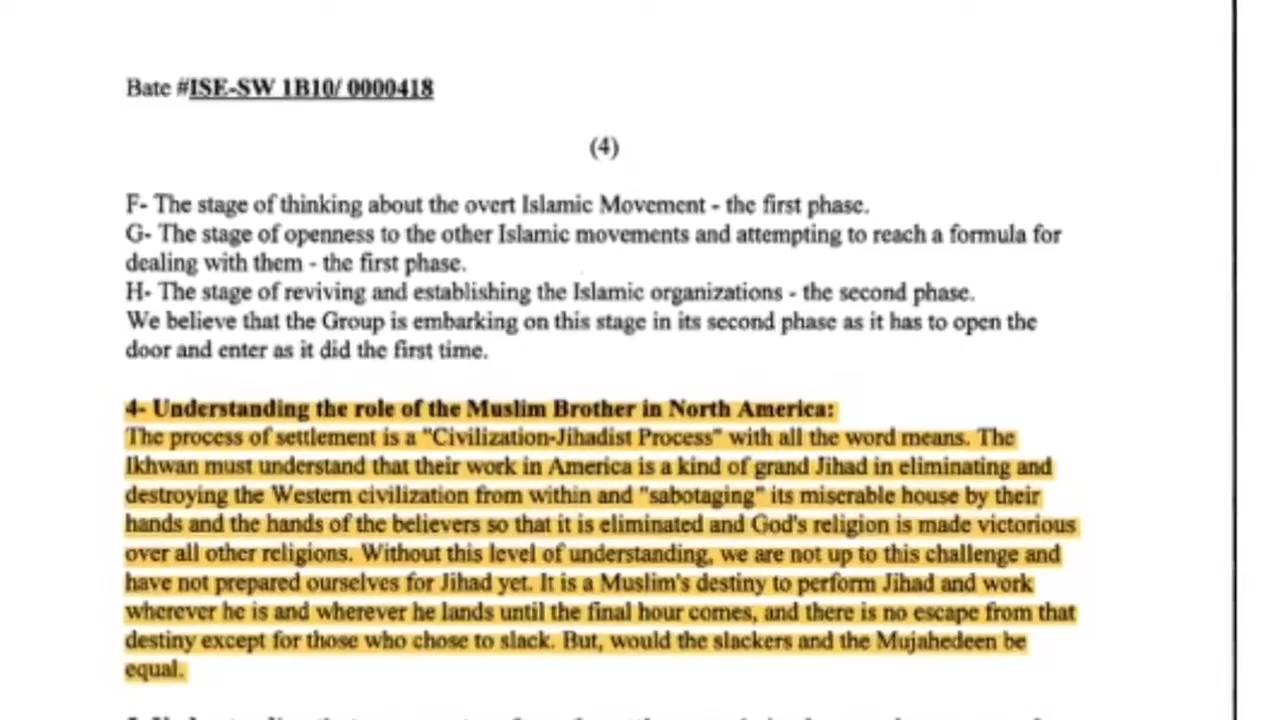 Bate #ISE-SW 1B10/ 0000418
(4)
F- The stage of thinking about the overt Islamic Movement - the first phase.
G- The stage of openness to the other Islamic movements and attempting to reach a formula for
dealing with them - the first phase.
H- The stage of reviving and establishing the Islamic organizations - the second phase.
We believe that the Group is embarking on this stage in its second phase as it has to open the
door and enter as it did the first time.
4- Understanding the role of the Muslim Brother in North America:
The process of settlement is a "Civilization-Jihadist Process" with all the word means. The
Ikhwan must understand that their work in America is a kind of grand Jihad in eliminating and
destroying the Western civilization from within and "sabotaging" its miserable house by their
hands and the hands of the believers so that it is eliminated and God's religion is made victorious
over all other religions. Without this level of understanding, we are not up to this challenge and
have not prepared ourselves for Jihad yet. It is a Muslim's destiny to perform Jihad and work
wherever he is and wherever he lands until the final hour comes, and there is no escape from that
destiny except for those who chose to slack. But, would the slackers and the Mujahedeen be
equal.